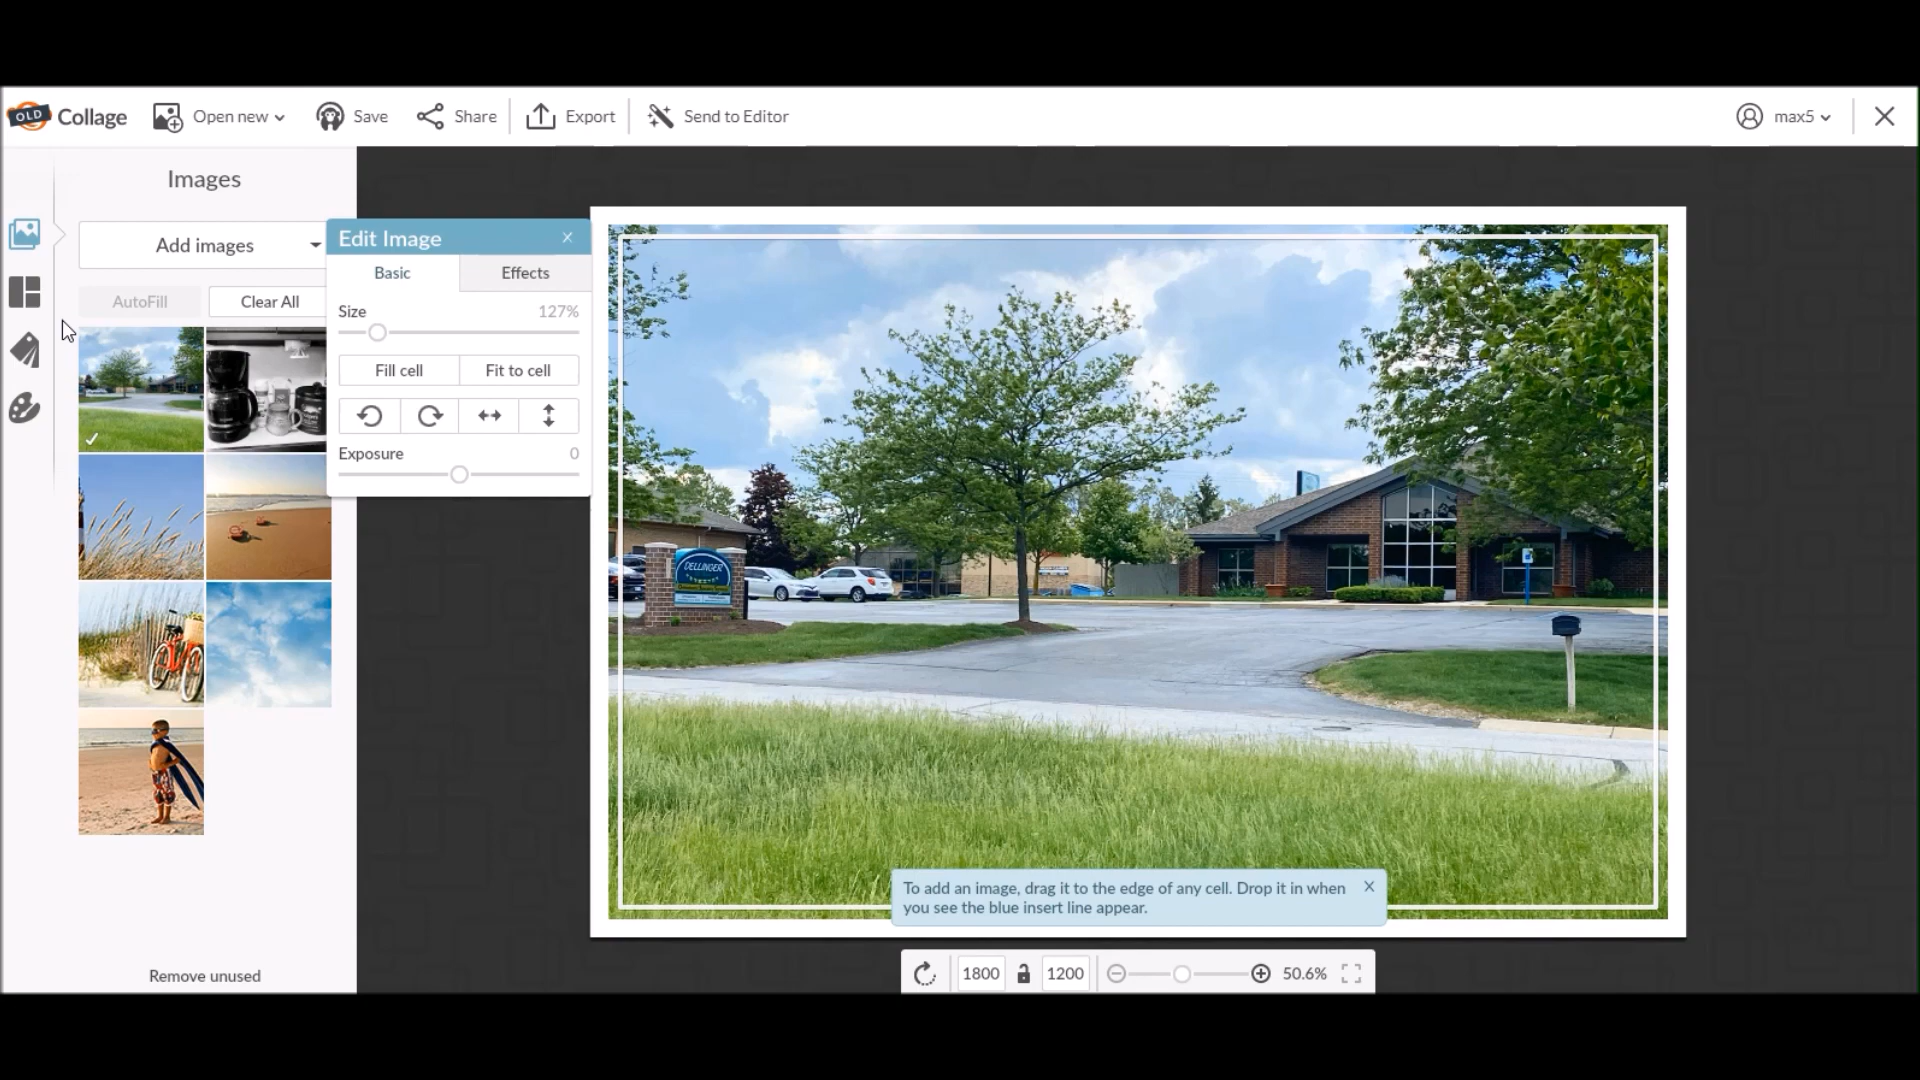 OLD Collage Open new Save Share Export Send to Editor max5
Images
Add images
AutoFill Clear All
Edit Image
Basic Effects
Size 127%
Fill cell Fit to cell
Exposure 0
DELLINGER
To add an image, drag it to the edge of any cell. Drop it in when
you see the blue insert line appear.
Remove unused
1800 1200 50.6%